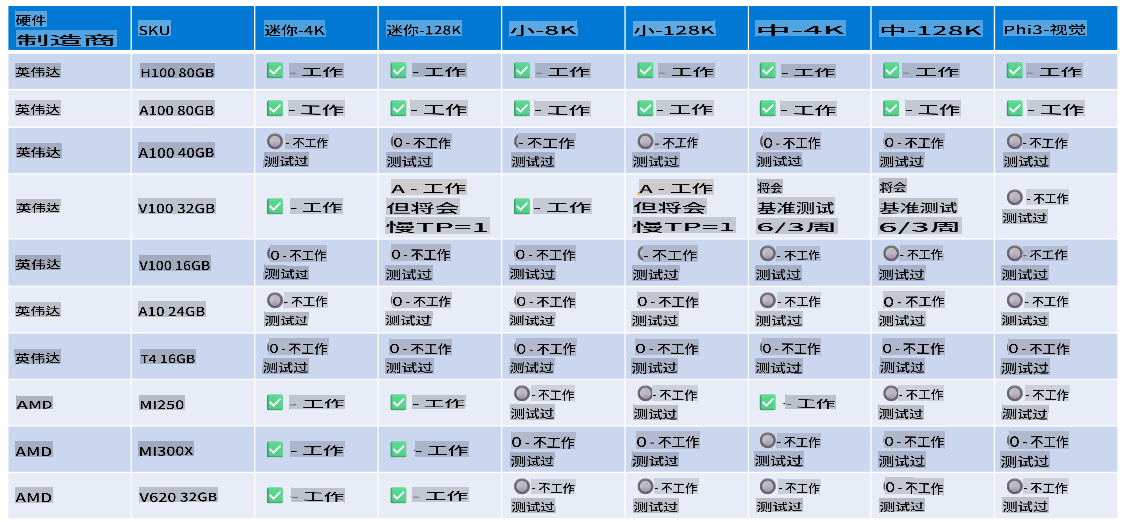 硬件
制造商 SKU 迷你-4K 迷你-128K 小-8K 小-128K 中-4K 中-128K Phi3-视觉
英伟达 H100 80GB ✅ - 工作 ✅ - 工作 ✅ - 工作 ✅ - 工作 ✅ - 工作 ✅ - 工作 ✅ - 工作
英伟达 A100 80GB ✅ - 工作 ✅ - 工作 ✅ - 工作 ✅ - 工作 ✅ - 工作 ✅ - 工作 ✅ - 工作
英伟达 A100 40GB - 不工作 0 - 不工作 (- 不工作 - 不工作 0 - 不工作 0 - 不工作 - 不工作
测试过 测试过 测试过 测试过 测试过 测试过 测试过
英伟达 V100 32GB ✅ - 工作 A - 工作 ✅ - 工作 A - 工作 将会 将会 - 不工作
但将会 但将会 基准测试 基准测试 测试过
慢TP=1 慢TP=1 6/3周 6/3周
英伟达 V100 16GB 0 - 不工作 0 - 不工作 0 - 不工作 (- 不工作 - 不工作 - 不工作 - 不工作
测试过 测试过 测试过 测试过 测试过 测试过 测试过
英伟达 A10 24GB - 不工作 0 - 不工作 0 - 不工作 0 - 不工作 - 不工作 0 - 不工作 - 不工作
测试过 测试过 测试过 测试过 测试过 测试过 测试过
英伟达 T4 16GB 0 - 不工作 0 - 不工作 0 - 不工作 0 - 不工作 0 - 不工作 0 - 不工作 0 - 不工作
测试过 测试过 测试过 测试过 测试过 测试过 测试过
AMD MI250 ✅ - 工作 ✅ - 工作 - 不工作 - 不工作 ✅ - 工作 - 不工作 - 不工作
测试过 测试过 测试过 测试过
AMD MI300X ✅ - 工作 ✅ - 工作 0 - 不工作 0 - 不工作 - 不工作 0 - 不工作 0 - 不工作
测试过 测试过 测试过 测试过 测试过
AMD V620 32GB ✅ - 工作 ✅ - 工作 - 不工作 - 不工作 - 不工作 0 - 不工作 - 不工作
测试过 测试过 测试过 测试过 测试过